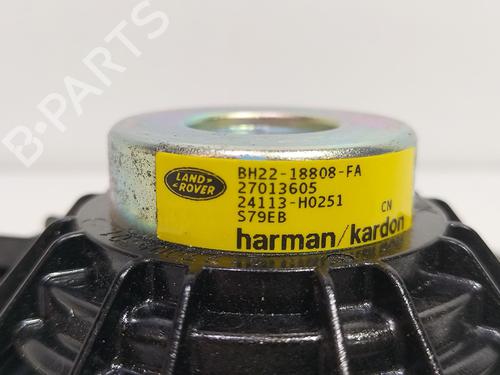 B-PARTS
LAND
ROVER
BH22-18808-FA
27013605
24113-H0251
S79EB
CN
harman/kardon